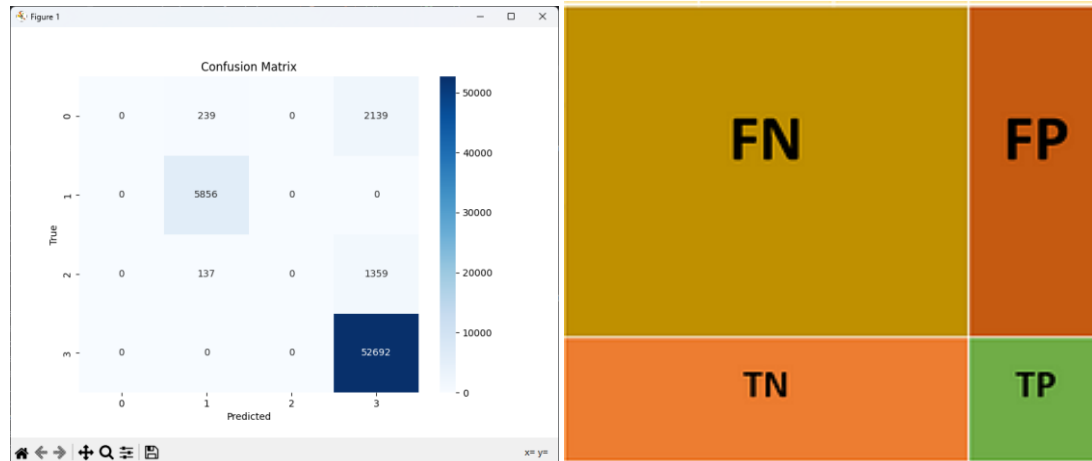 Figure 1
Confusion Matrix
0 0 239 0 2139
1 0 5856 0 0
True
2 0 137 0 1359
3 0 0 0 52692
0 1 2 3
Predicted
50000
40000
30000
20000
10000
0
x= y=
FN FP
TN TP